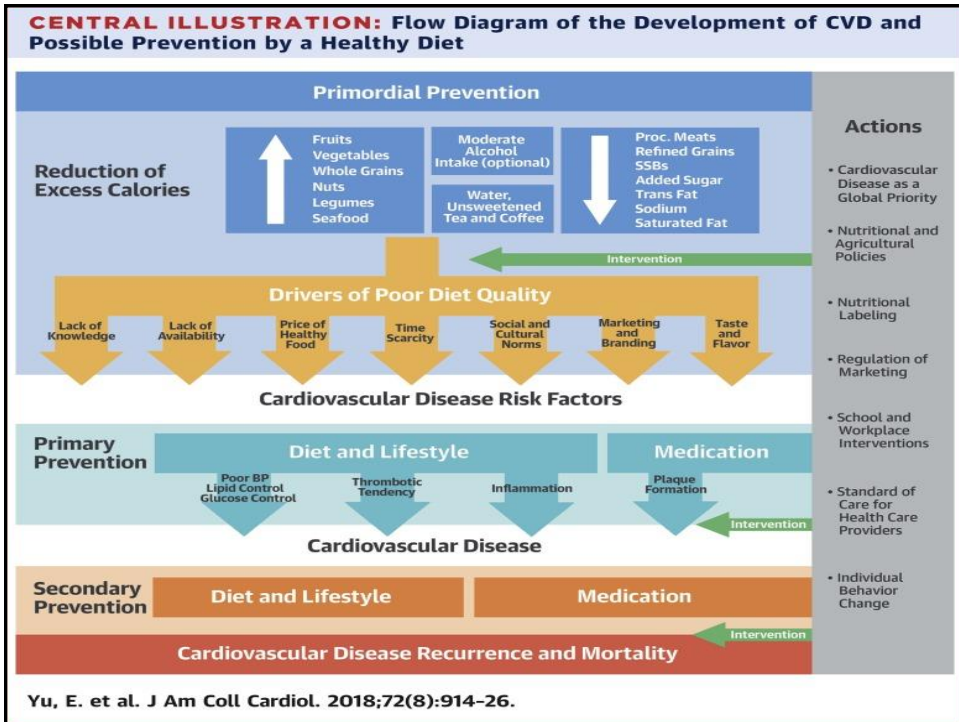 CENTRAL ILLUSTRATION: Flow Diagram of the Development of CVD and
Possible Prevention by a Healthy Diet
Primordial Prevention
Reduction of
Excess Calories
Fruits
Vegetables
Whole Grains
Nuts
Legumes
Seafood
Moderate
Alcohol
Intake (optional)
Water,
Unsweetened
Tea and Coffee
Proc. Meats
Refined Grains
SSBs
Added Sugar
Trans Fat
Sodium
Saturated Fat
Intervention
Drivers of Poor Diet Quality
Lack of
Knowledge
Lack of
Availability
Price of
Healthy
Food
Time
Scarcity
Social and
Cultural
Norms
Marketing
and
Branding
Taste
and
Flavor
Cardiovascular Disease Risk Factors
Primary
Prevention
Diet and Lifestyle
Medication
Poor BP
Lipid Control
Glucose Control
Thrombotic
Tendency
Inflammation
Plaque
Formation
Intervention
Cardiovascular Disease
Secondary
Prevention
Diet and Lifestyle
Medication
Intervention
Cardiovascular Disease Recurrence and Mortality
Actions
• Cardiovascular
Disease as a
Global Priority
• Nutritional and
Agricultural
Policies
• Nutritional
Labeling
• Regulation of
Marketing
• School and
Workplace
Interventions
• Standard of
Care for
Health Care
Providers
• Individual
Behavior
Change
Yu, E. et al. J Am Coll Cardiol. 2018;72(8):914–26.